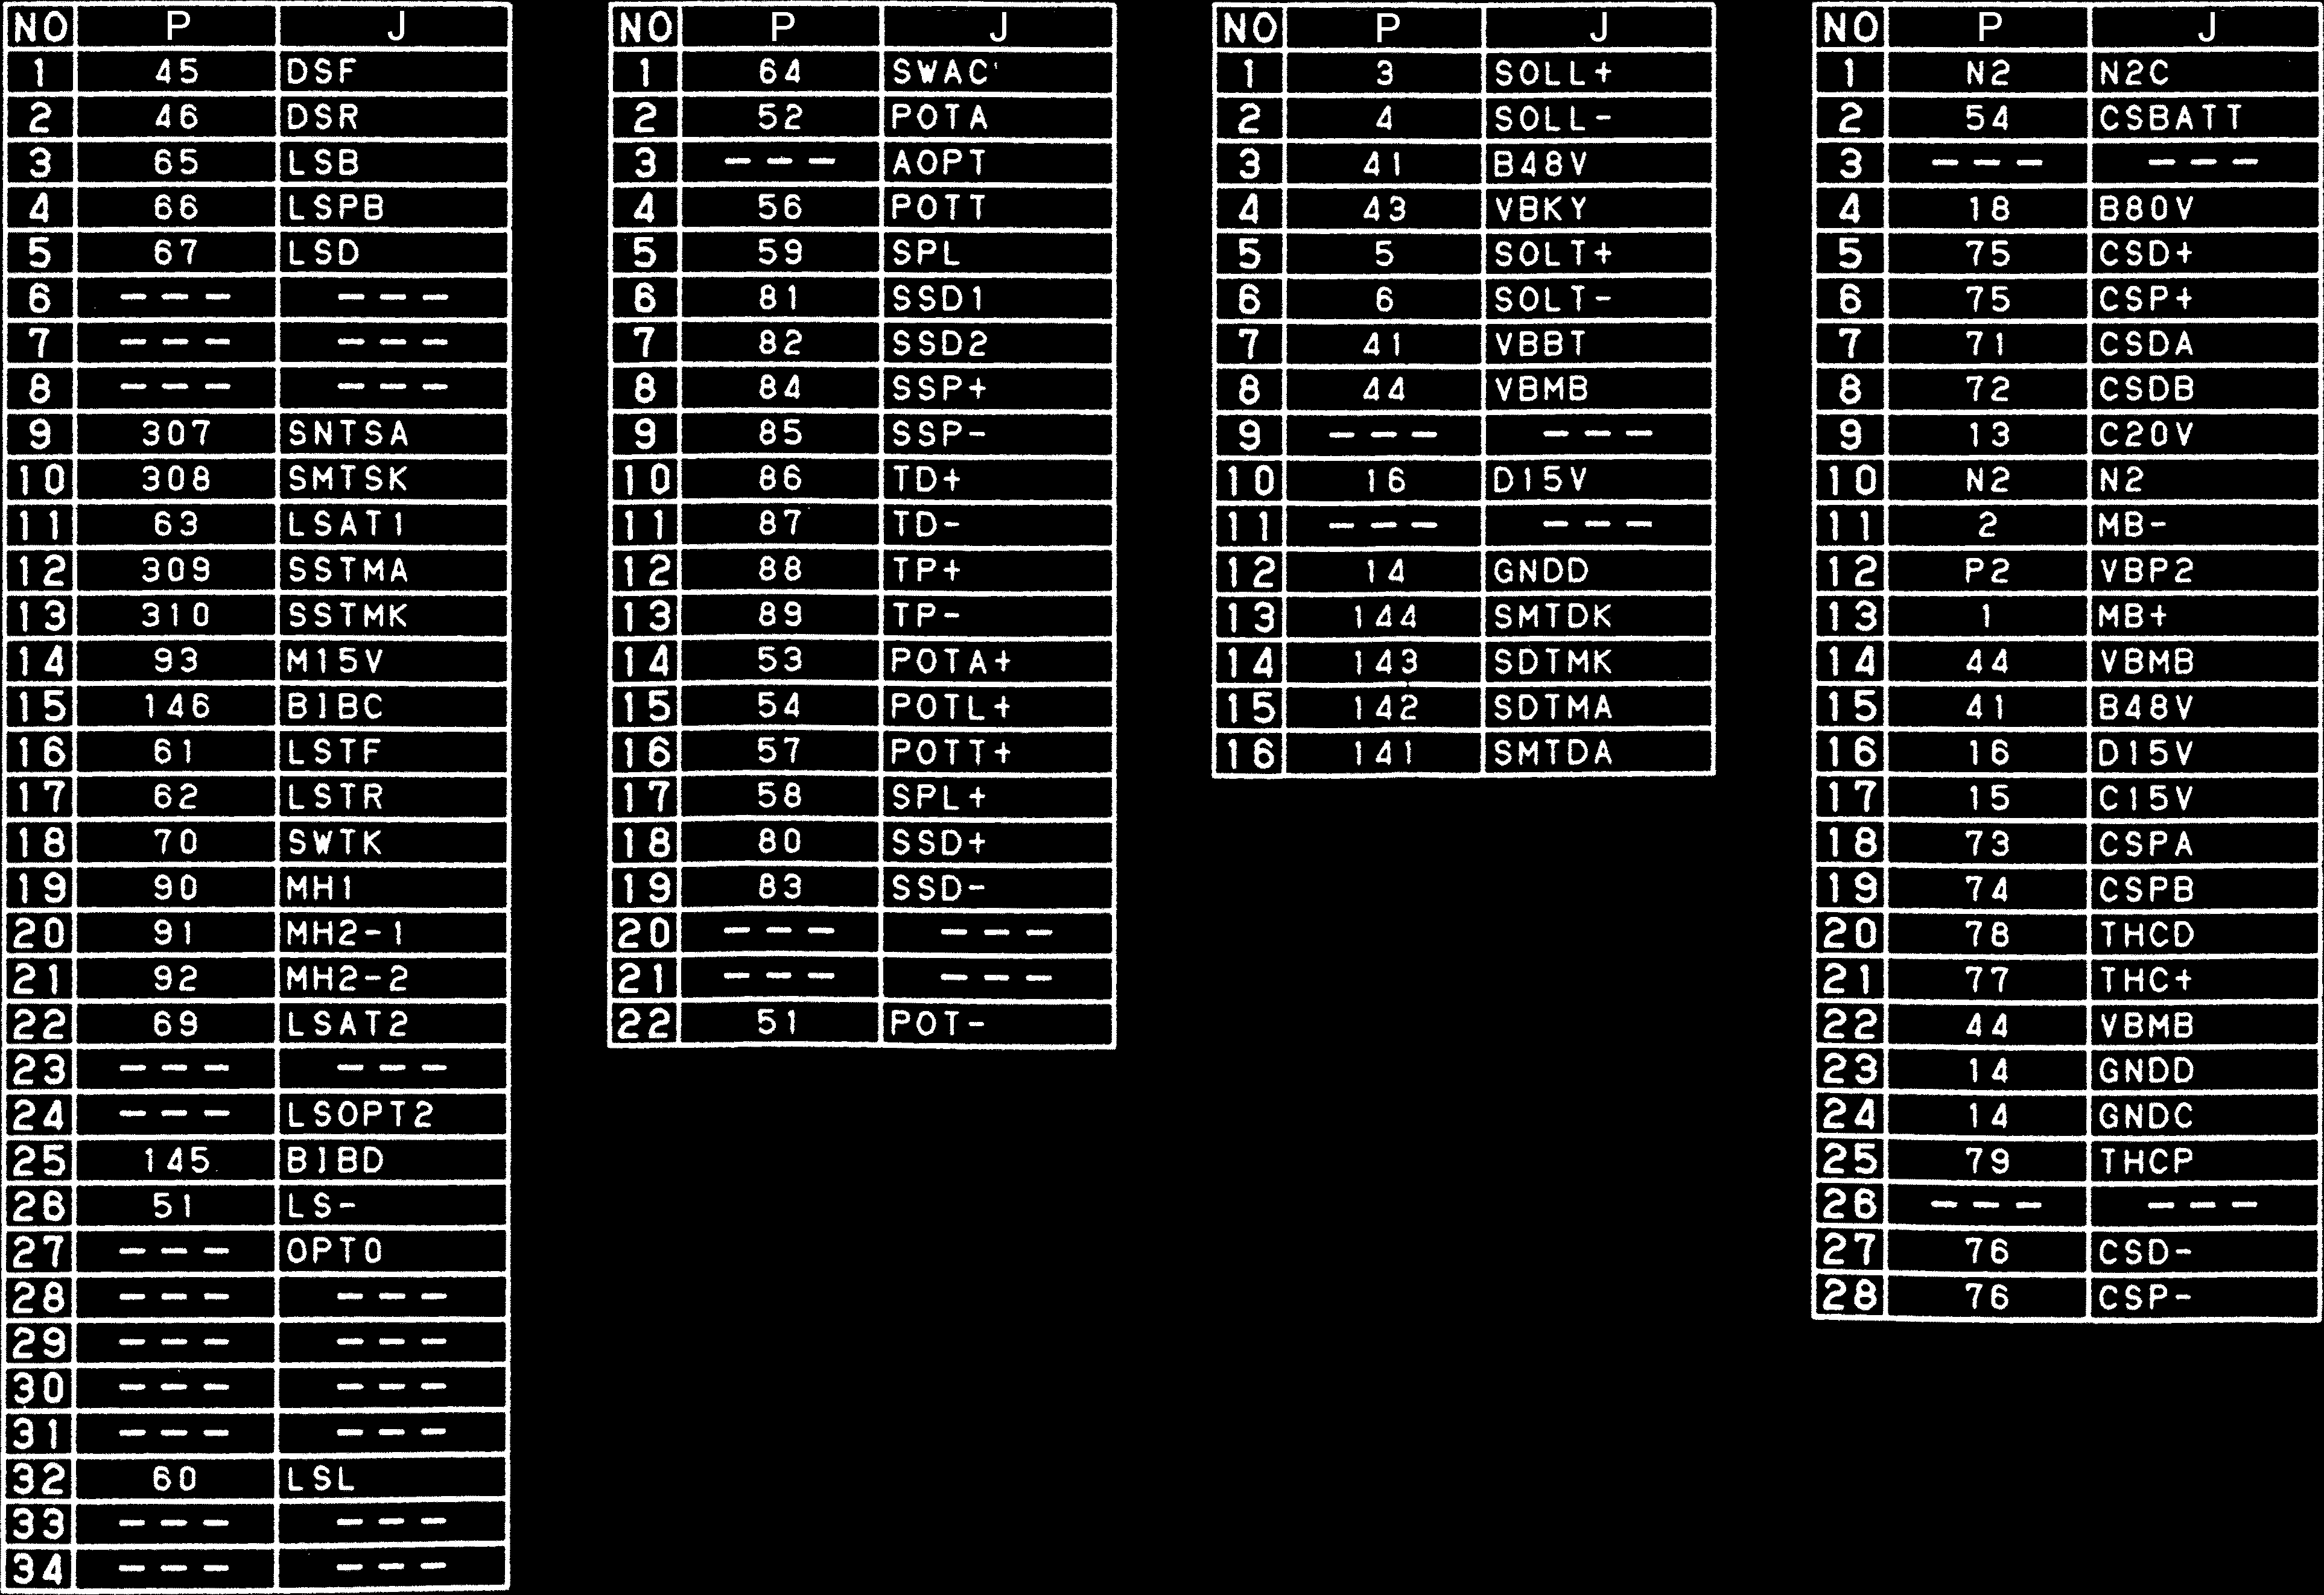 NO P J
1 45 DSF
2 46 DSR
3 65 LSB
4 66 LSPB
5 67 LSD
6 --- ---
7 --- ---
8 --- ---
9 307 SNTSA
10 308 SMTSK
11 63 LSAT1
12 309 SSTMA
13 310 SSTMK
14 93 M15V
15 146 BIBC
16 61 LSTF
17 62 LSTR
18 70 SWTK
19 90 MH1
20 91 MH2-1
21 92 MH2-2
22 69 LSAT2
23 --- ---
24 --- LSOPT2
25 145 BIBD
26 51 LS-
27 --- OPTO
28 --- ---
29 --- ---
30 --- ---
31 --- ---
32 60 LSL
33 --- ---
34 --- ---
NO P J
1 64 SWAC
2 52 POTA
3 --- AOPT
4 56 POTT
5 59 SPL
6 81 SSD1
7 82 SSD2
8 84 SSP+
9 85 SSP-
10 86 TD+
11 87 TD-
12 88 TP+
13 89 TP-
14 53 POTA+
15 54 POTL+
16 57 POTT+
17 58 SPL+
18 80 SSD+
19 83 SSD-
20 --- ---
21 --- ---
22 51 POT-
NO P J
1 3 SOLL+
2 4 SOLL-
3 41 B48V
4 43 VBKY
5 5 SOLT+
6 6 SOLT-
7 41 VBBT
8 44 VBMB
9 --- ---
10 16 D15V
11 --- ---
12 14 GNDD
13 144 SMTDK
14 143 SDTMK
15 142 SDTMA
16 141 SMTDA
NO P J
1 N2 N2C
2 54 CSBATT
3 --- ---
4 18 B80V
5 75 CSD+
6 75 CSP+
7 71 CSDA
8 72 CSDB
9 13 C20V
10 N2 N2
11 2 MB-
12 P2 VBP2
13 1 MB+
14 44 VBMB
15 41 B48V
16 16 D15V
17 15 C15V
18 73 CSPA
19 74 CSPB
20 78 THCD
21 77 THC+
22 44 VBMB
23 14 GNDD
24 14 GNDC
25 79 THCP
26 --- ---
27 76 CSD-
28 76 CSP-